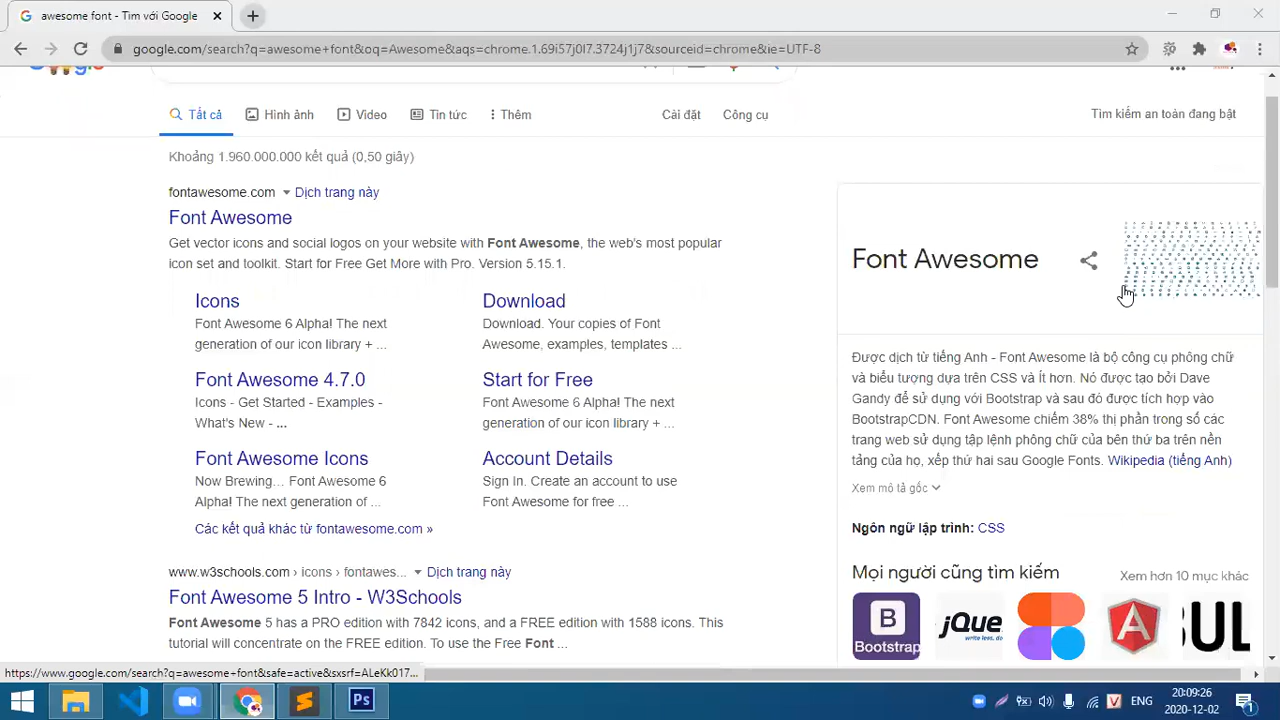 awesome font - Tìm với Google
google.com/search?q=awesome+font&oq=Awesome&aqs=chrome.1.69i57j0l7.3724j1j7&sourceid=chrome&ie=UTF-8
Tất cả
Hình ảnh
Video
Tin tức
Thêm
Cài đặt
Công cụ
Tìm kiếm an toàn đang bật
Khoảng 1.960.000.000 kết quả (0,50 giây)
fontawesome.com Dịch trang này
Font Awesome
Get vector icons and social logos on your website with Font Awesome, the web's most popular
icon set and toolkit. Start for Free Get More with Pro. Version 5.15.1.
Icons
Font Awesome 6 Alpha! The next
generation of our icon library + ...
Download
Download. Your copies of Font
Awesome, examples, templates ...
Font Awesome 4.7.0
Icons - Get Started - Examples -
What's New - ...
Start for Free
Font Awesome 6 Alpha! The next
generation of our icon library + ...
Font Awesome Icons
Now Brewing... Font Awesome 6
Alpha! The next generation of ...
Account Details
Sign In. Create an account to use
Font Awesome for free ...
Các kết quả khác từ fontawesome.com »
www.w3schools.com › icons › fontawes... Dịch trang này
Font Awesome 5 Intro - W3Schools
Font Awesome 5 has a PRO edition with 7842 icons, and a FREE edition with 1588 icons. This
tutorial will concentrate on the FREE edition. To use the Free Font ...
Font Awesome
Được dịch từ tiếng Anh - Font Awesome là bộ công cụ phông chữ
và biểu tượng dựa trên CSS và Ít hơn. Nó được tạo bởi Dave
Gandy để sử dụng với Bootstrap và sau đó được tích hợp vào
BootstrapCDN. Font Awesome chiếm 38% thị phần trong số các
trang web sử dụng tập lệnh phông chữ của bên thứ ba trên nền
tảng của họ, xếp thứ hai sau Google Fonts. Wikipedia (tiếng Anh)
Xem mô tả gốc
Ngôn ngữ lập trình: CSS
Mọi người cũng tìm kiếm
Xem hơn 10 mục khác
B
Bootstrap
jQue
write less, do
A
BUL
https://www.google.com/search?q=awesome+font&safe=active&sxsrf=ALeKk017...
Ps
V
ENG
20:09:26
2020-12-02
1